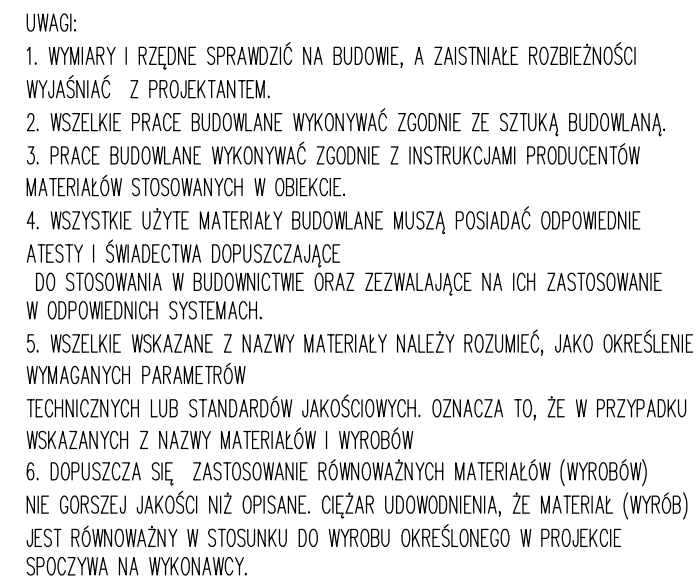 UWAGI:
1. WYMIARY I RZĘDNE SPRAWDZIĆ NA BUDOWIE, A ZAISTNIAŁE ROZBIEŻNOŚCI
WYJAŚNIAĆ Z PROJEKTANTEM.
2. WSZELKIE PRACE BUDOWLANE WYKONYWAĆ ZGODNIE ZE SZTUKĄ BUDOWLANĄ.
3. PRACE BUDOWLANE WYKONYWAĆ ZGODNIE Z INSTRUKCJAMI PRODUCENTÓW
MATERIAŁÓW STOSOWANYCH W OBIEKCIE.
4. WSZYSTKIE UŻYTE MATERIAŁY BUDOWLANE MUSZĄ POSIADAĆ ODPOWIEDNIE
ATESTY I ŚWIADECTWA DOPUSZCZAJĄCE
DO STOSOWANIA W BUDOWNICTWIE ORAZ ZEZWALAJĄCE NA ICH ZASTOSOWANIE
W ODPOWIEDNICH SYSTEMACH.
5. WSZELKIE WSKAZANE Z NAZWY MATERIAŁY NALEŻY ROZUMIEĆ, JAKO OKREŚLENIE
WYMAGANYCH PARAMETRÓW
TECHNICZNYCH LUB STANDARDÓW JAKOŚCIOWYCH. OZNACZA TO, ŻE W PRZYPADKU
WSKAZANYCH Z NAZWY MATERIAŁÓW I WYROBÓW
6. DOPUSZCZA SIĘ ZASTOSOWANIE RÓWNOWAŻNYCH MATERIAŁÓW (WYROBÓW)
NIE GORSZEJ JAKOŚCI NIŻ OPISANE. CIĘŻAR UDOWODNIENIA, ŻE MATERIAŁ (WYRÓB)
JEST RÓWNOWAŻNY W STOSUNKU DO WYROBU OKREŚLONEGO W PROJEKCIE
SPOCZYWA NA WYKONAWCY.